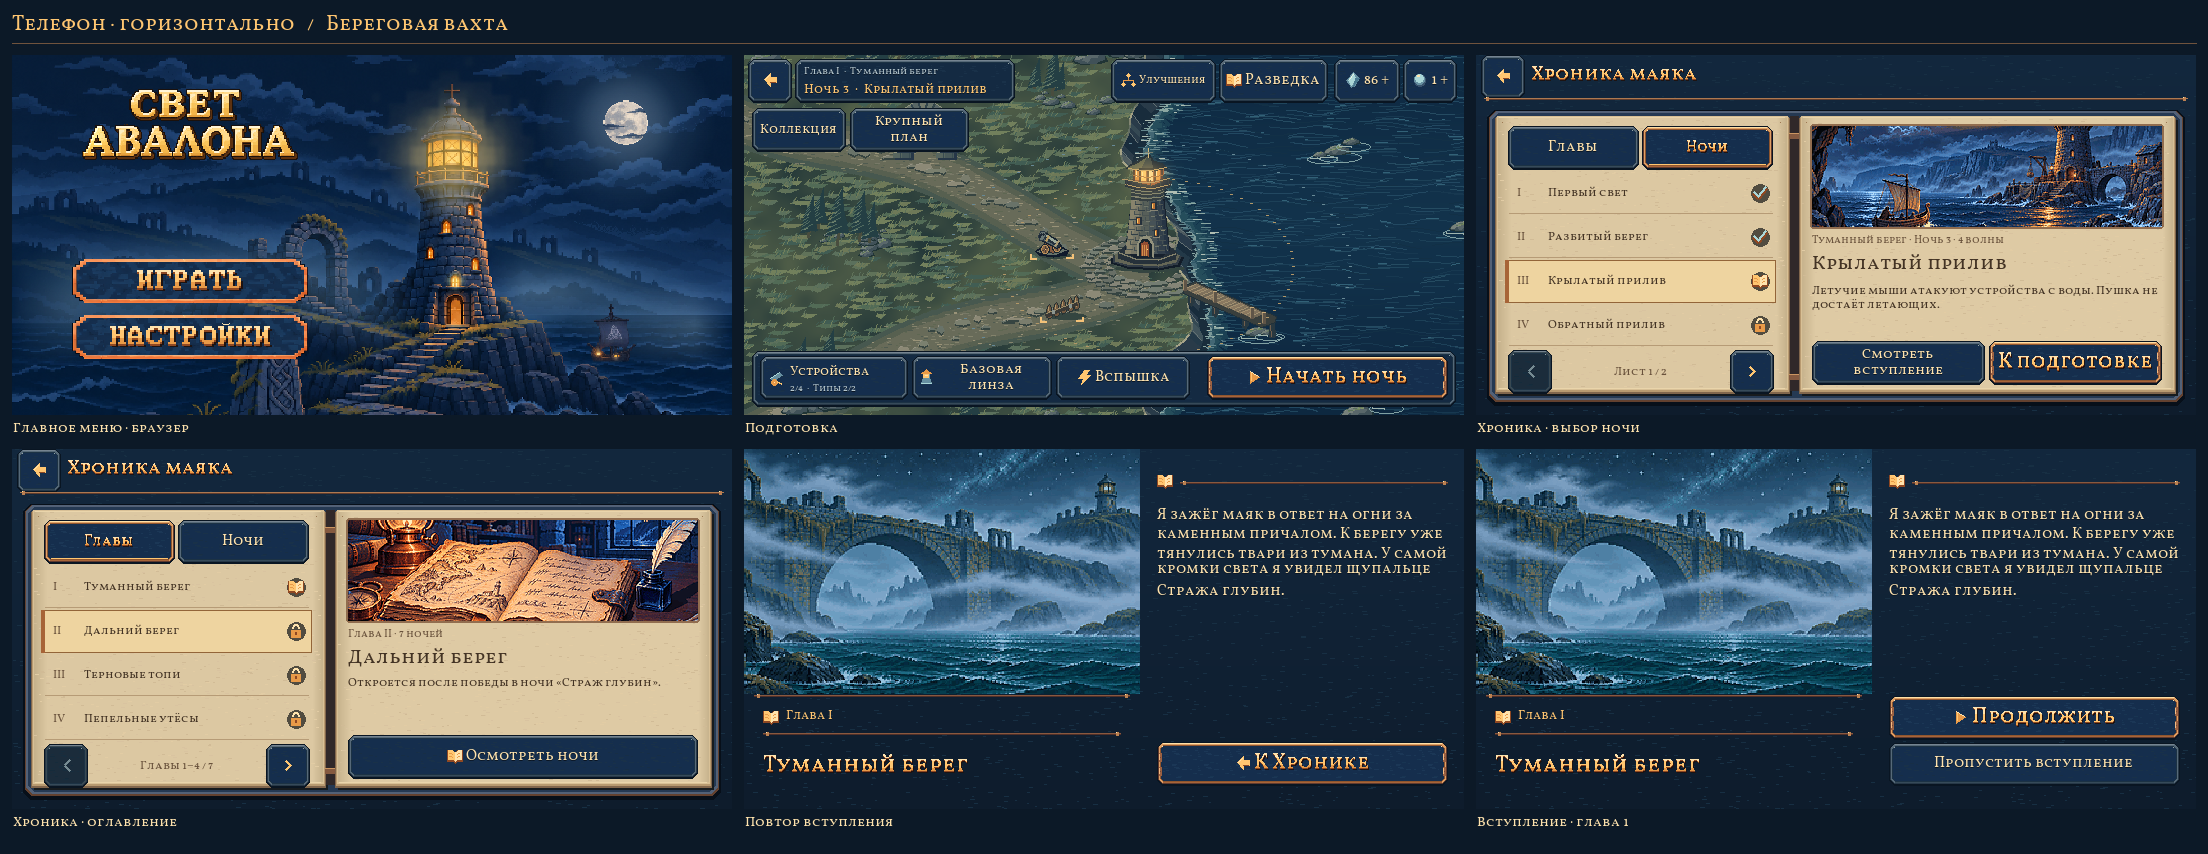 Телефон · горизонтально / Береговая вахта
СВЕТ
АВАЛОНА
ИГРАТЬ
НАСТРОЙКИ
Главное меню · браузер
Глава I · Туманный берег
Ночь 3 · Крылатый прилив
Улучшения
Разведка
86 +
1 +
Коллекция
Крупный
план
Устройства
2/4 · Типы 2/2
Базовая
линза
Вспышка
Начать ночь
Подготовка
Хроника маяка
Главы
Ночи
I Первый свет
II Разбитый берег
III Крылатый прилив
IV Обратный прилив
Лист 1 / 2
Туманный берег · Ночь 3 · 4 волны
Крылатый прилив
Летучие мыши атакуют устройства с воды. Пушка не
достаёт летающих.
Смотреть
вступление
К подготовке
Хроника · выбор ночи
Хроника маяка
Главы
Ночи
I Туманный берег
II Дальний берег
III Терновые топи
IV Пепельные утёсы
Главы 1–4 / 7
Глава II · 7 ночей
Дальний берег
Откроется после победы в ночи «Страж глубин».
Осмотреть ночи
Хроника · оглавление
Глава I
Туманный берег
Я зажёг маяк в ответ на огни за
каменным причалом. К берегу уже
тянулись твари из тумана. У самой
кромки света я увидел щупальце
Стража глубин.
К Хронике
Повтор вступления
Глава I
Туманный берег
Я зажёг маяк в ответ на огни за
каменным причалом. К берегу уже
тянулись твари из тумана. У самой
кромки света я увидел щупальце
Стража глубин.
Продолжить
Пропустить вступление
Вступление · глава 1